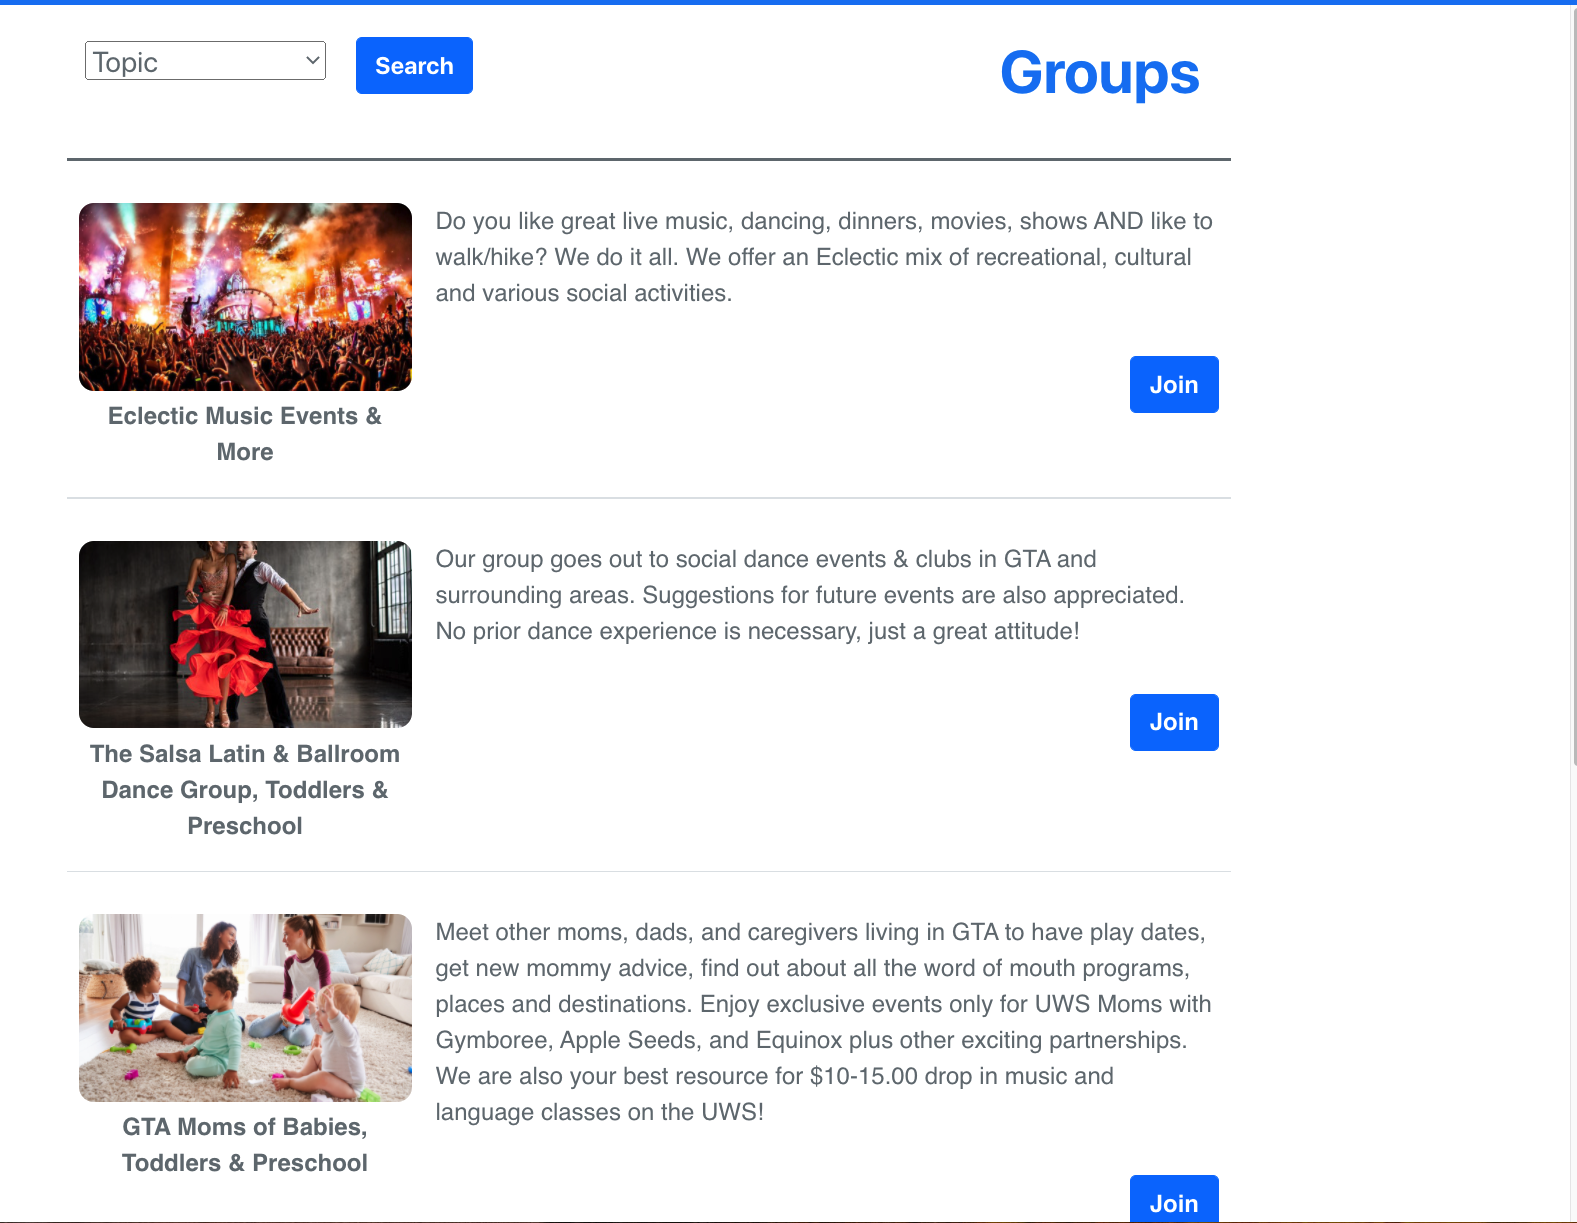 Topic
Search
Groups
Do you like great live music, dancing, dinners, movies, shows AND like to
walk/hike? We do it all. We offer an Eclectic mix of recreational, cultural
and various social activities.
Join
Eclectic Music Events &
More
Our group goes out to social dance events & clubs in GTA and
surrounding areas. Suggestions for future events are also appreciated.
No prior dance experience is necessary, just a great attitude!
Join
The Salsa Latin & Ballroom
Dance Group, Toddlers &
Preschool
Meet other moms, dads, and caregivers living in GTA to have play dates,
get new mommy advice, find out about all the word of mouth programs,
places and destinations. Enjoy exclusive events only for UWS Moms with
Gymboree, Apple Seeds, and Equinox plus other exciting partnerships.
We are also your best resource for $10-15.00 drop in music and
language classes on the UWS!
GTA Moms of Babies,
Toddlers & Preschool
Join